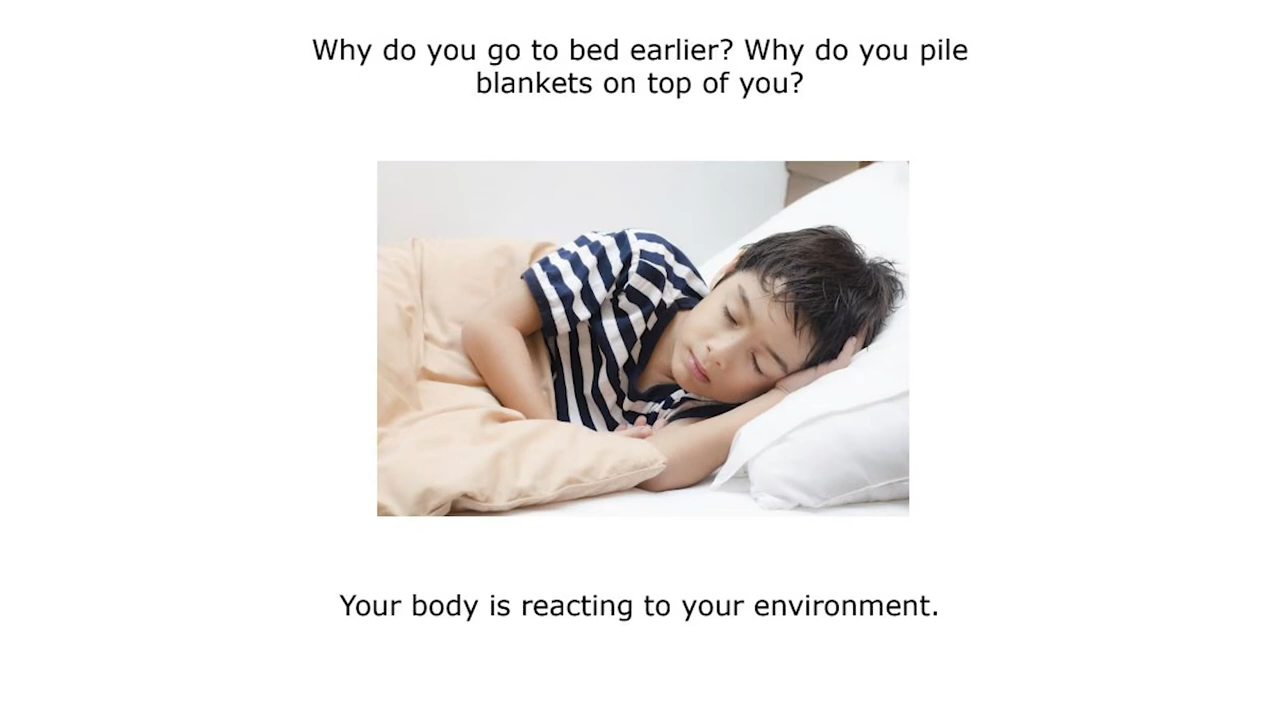 Why do you go to bed earlier? Why do you pile
blankets on top of you?
Your body is reacting to your environment.